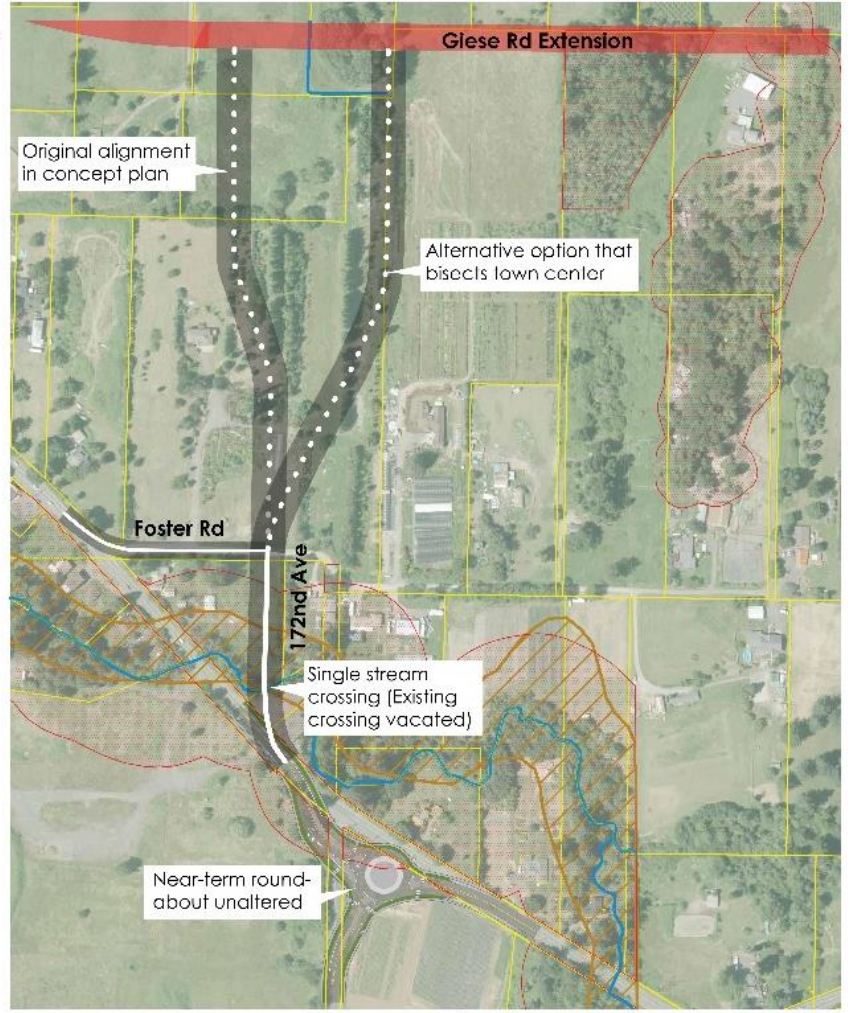 Giese Rd Extension
Original alignment
in concept plan
Alternative option that
bisects town center
Foster Rd
172nd Ave
Single stream
crossing (Existing
crossing vacated)
Near-term round-
about unaltered